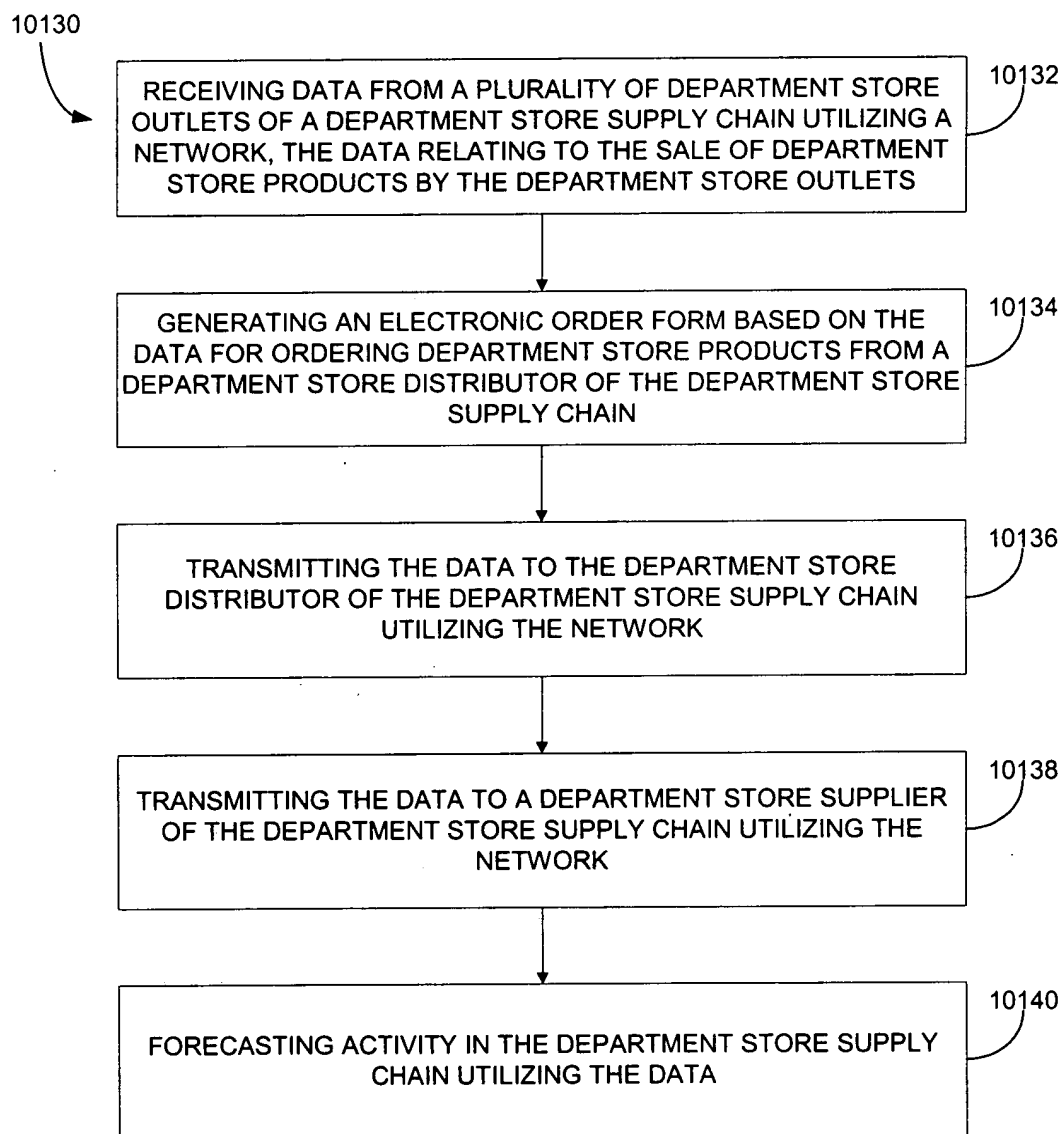 10130
10132
RECEIVING DATA FROM A PLURALITY OF DEPARTMENT STORE
OUTLETS OF A DEPARTMENT STORE SUPPLY CHAIN UTILIZING A
NETWORK, THE DATA RELATING TO THE SALE OF DEPARTMENT
STORE PRODUCTS BY THE DEPARTMENT STORE OUTLETS
10134
GENERATING AN ELECTRONIC ORDER FORM BASED ON THE
DATA FOR ORDERING DEPARTMENT STORE PRODUCTS FROM A
DEPARTMENT STORE DISTRIBUTOR OF THE DEPARTMENT STORE
SUPPLY CHAIN
10136
TRANSMITTING THE DATA TO THE DEPARTMENT STORE
DISTRIBUTOR OF THE DEPARTMENT STORE SUPPLY CHAIN
UTILIZING THE NETWORK
10138
TRANSMITTING THE DATA TO A DEPARTMENT STORE SUPPLIER
OF THE DEPARTMENT STORE SUPPLY CHAIN UTILIZING THE
NETWORK
10140
FORECASTING ACTIVITY IN THE DEPARTMENT STORE SUPPLY
CHAIN UTILIZING THE DATA